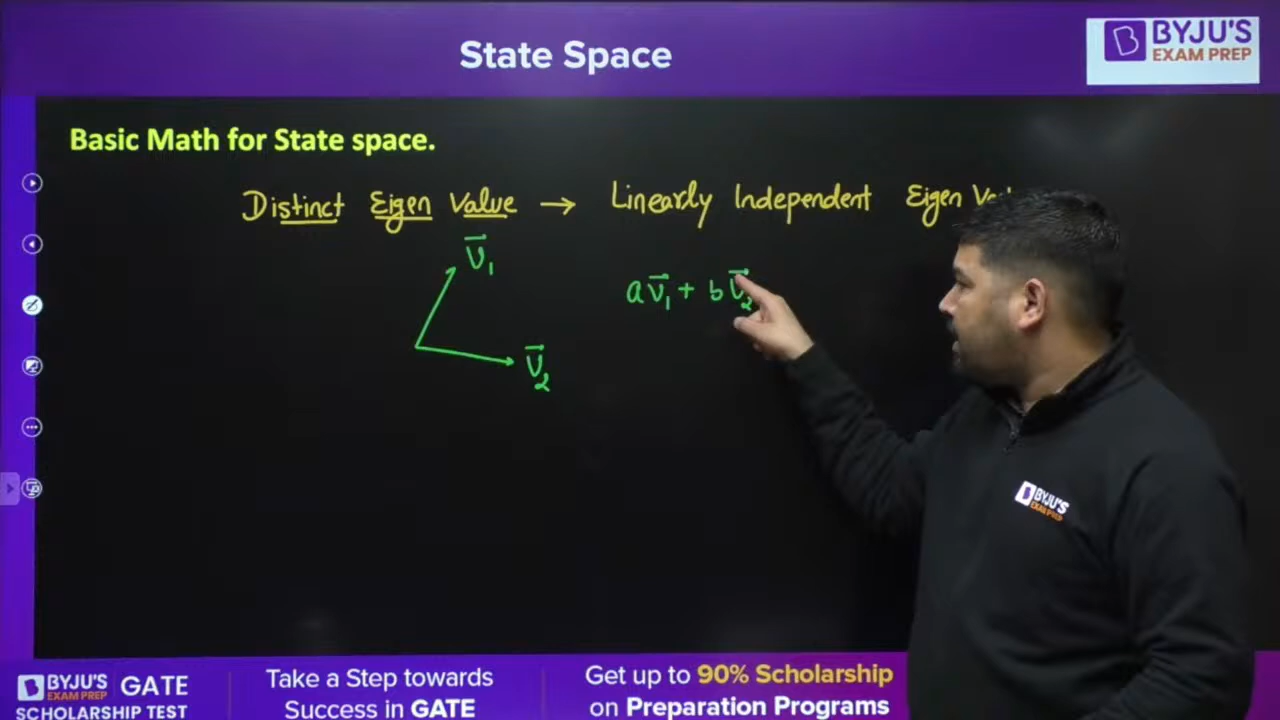 State Space
BYJU'S
EXAM PREP
Basic Math for State space.
Distinct Eigen Value → Linearly Independent Eigen
V⃗₁
aV⃗₁ + bV⃗₂
V⃗₂
BYJU'S
EXAM PREP
BYJU'S
EXAM PREP
GATE
SCHOLARSHIP TEST
Take a Step towards
Success in GATE
Get up to 90% Scholarship
on Preparation Programs